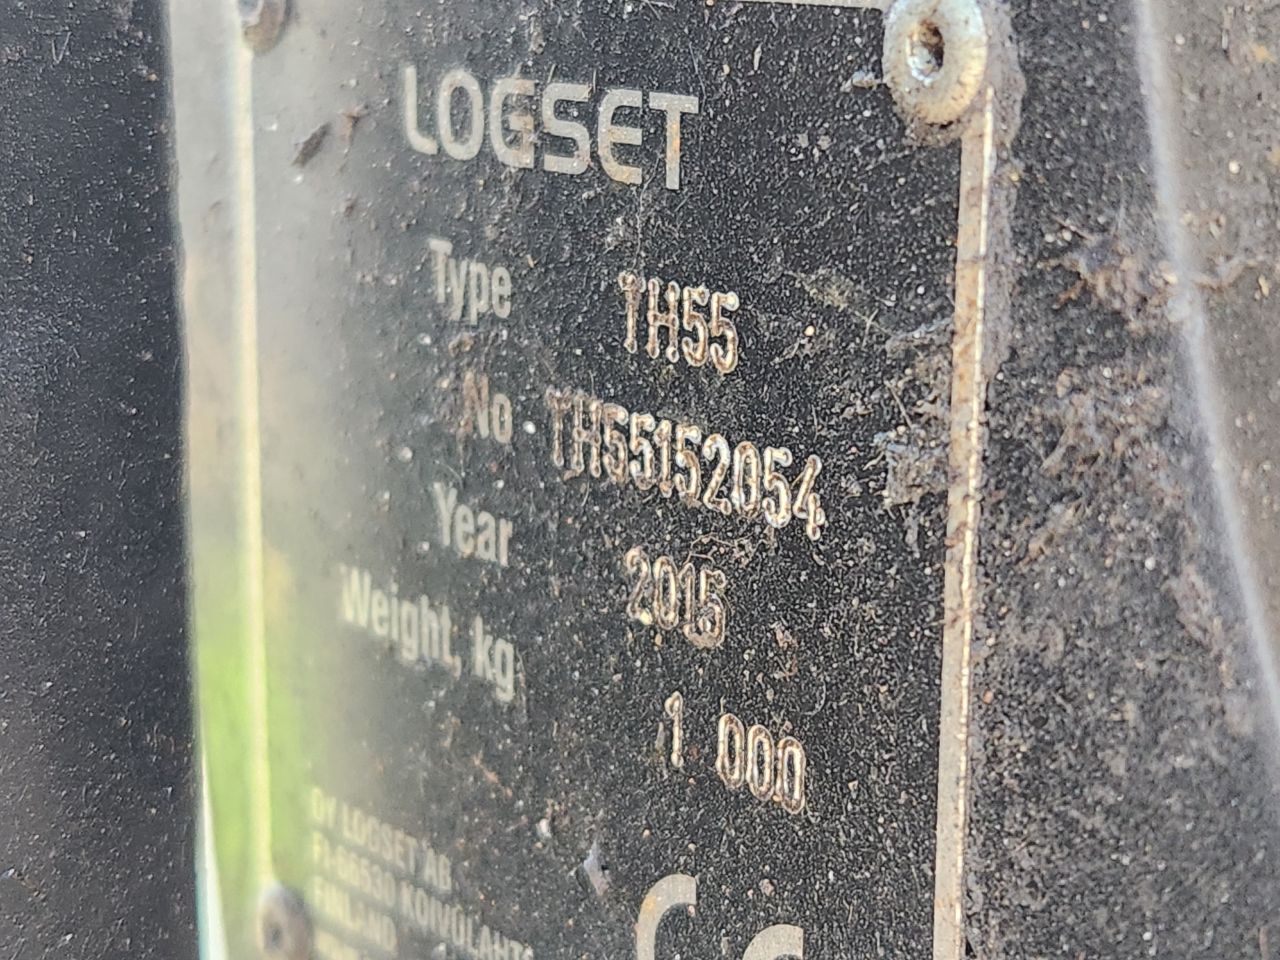 LOGSET
Type TH55
No TH55152054
Year 2015
Weight, kg 1 000
OY LOGSET AB
FI-66530 KOIVULAHTI
FINLAND
CE